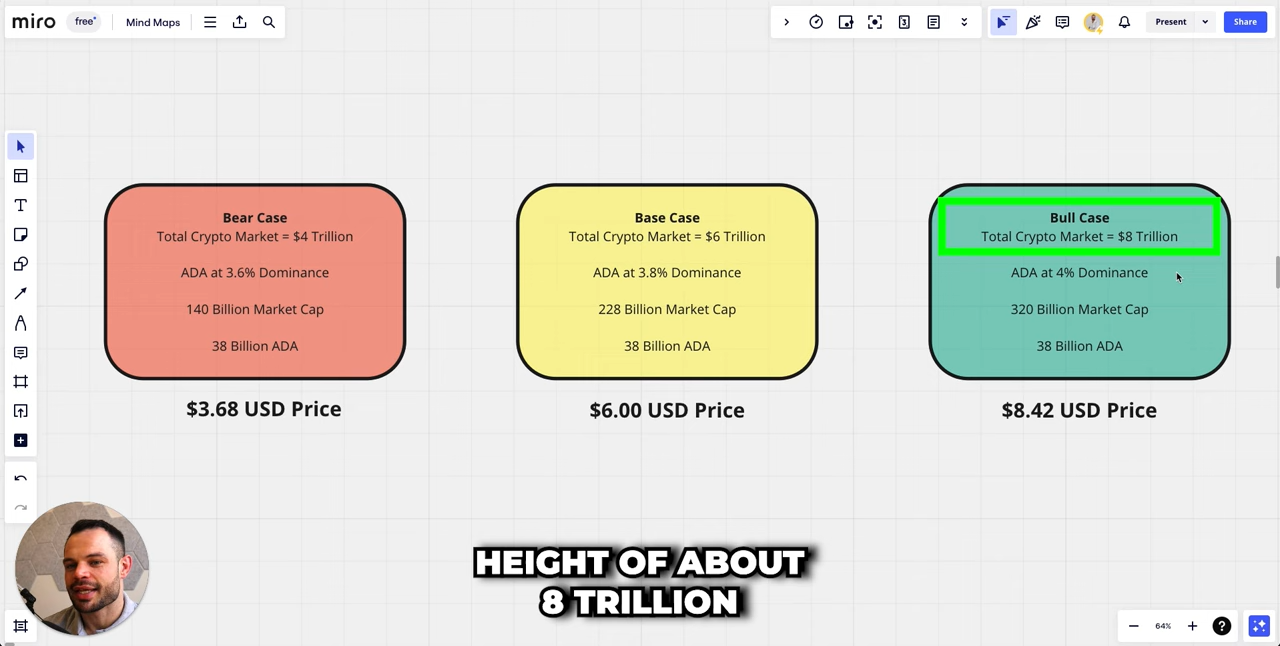 miro free Mind Maps
3
Present
Share
Bear Case
Total Crypto Market = $4 Trillion
ADA at 3.6% Dominance
140 Billion Market Cap
38 Billion ADA
$3.68 USD Price
Base Case
Total Crypto Market = $6 Trillion
ADA at 3.8% Dominance
228 Billion Market Cap
38 Billion ADA
$6.00 USD Price
Bull Case
Total Crypto Market = $8 Trillion
ADA at 4% Dominance
320 Billion Market Cap
38 Billion ADA
$8.42 USD Price
HEIGHT OF ABOUT
8 TRILLION
64%